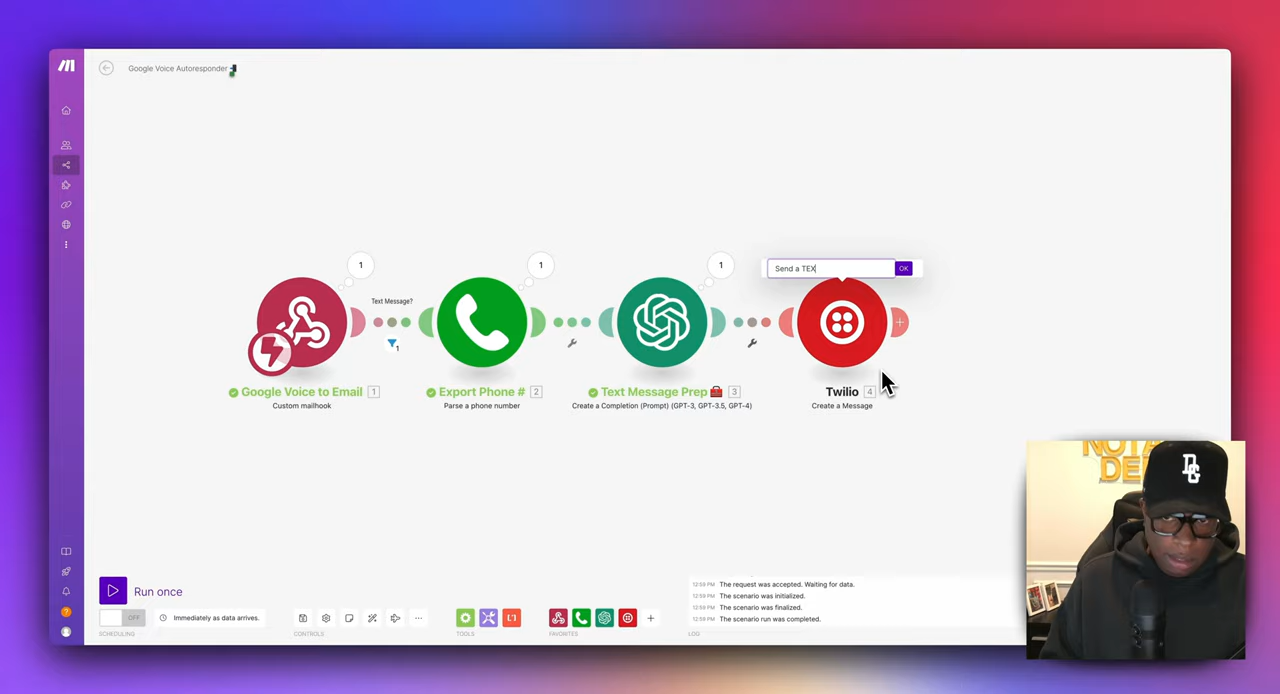 Google Voice Autoresponder
Send a TEX
OK
1
1
1
Text Message?
1
Google Voice to Email 1
Custom mailhook
Export Phone # 2
Parse a phone number
Text Message Prep 🧰 3
Create a Completion (Prompt) (GPT-3, GPT-3.5, GPT-4)
Twilio 4
Create a Message
NOTA
DE
DG
Run once
OFF
Immediately as data arrives.
SCHEDULING
CONTROLS
TOOLS
FAVORITES
LOG
12:59 PM The request was accepted. Waiting for data.
12:59 PM The scenario was initialized.
12:59 PM The scenario was finalized.
12:59 PM The scenario run was completed.